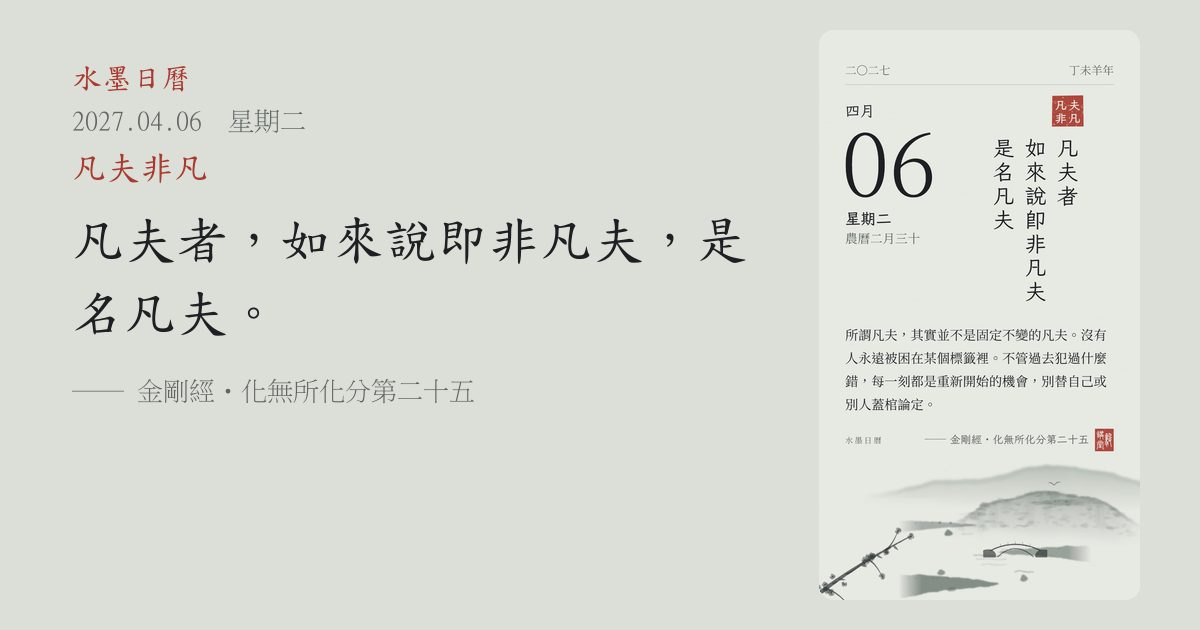 水墨日曆
2027.04.06 星期二
凡夫非凡
凡夫者，如來說即非凡夫，是
名凡夫。
—— 金剛經・化無所化分第二十五
二〇二七
丁未羊年
四月
06
星期二
農曆二月三十
夫凡
凡非
凡夫者
如來說即非凡夫
是名凡夫
所謂凡夫，其實並不是固定不變的凡夫。沒有
人永遠被困在某個標籤裡。不管過去犯過什麼
錯，每一刻都是重新開始的機會，別替自己或
別人蓋棺論定。
水墨日曆
—— 金剛經・化無所化分第二十五